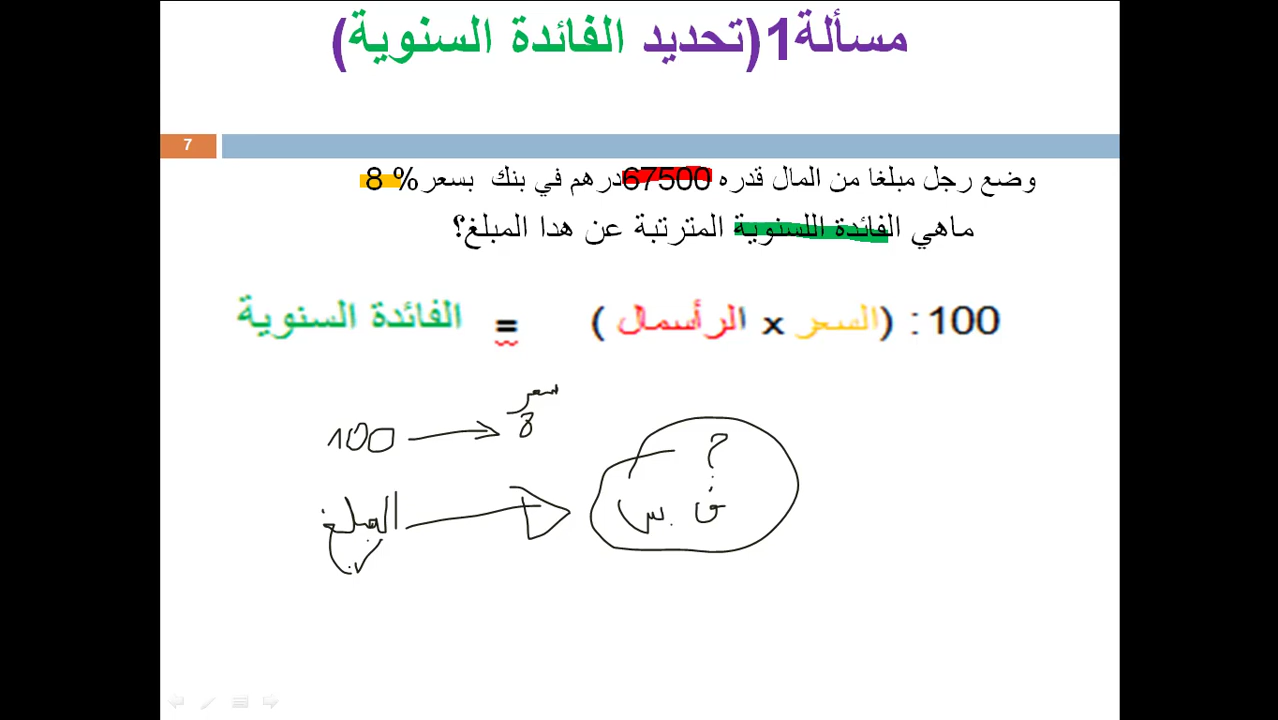 مسألة1(تحديد الفائدة السنوية)
7
وضع رجل مبلغا من المال قدره 67500درهم في بنك بسعر% 8
ماهي الفائدة اللسنوية المترتبة عن هدا المبلغ؟
الفائدة السنوية = ( الرأسمال x السعر) : 100
سعر
100 → 8
؟
المبلغ → ف. س